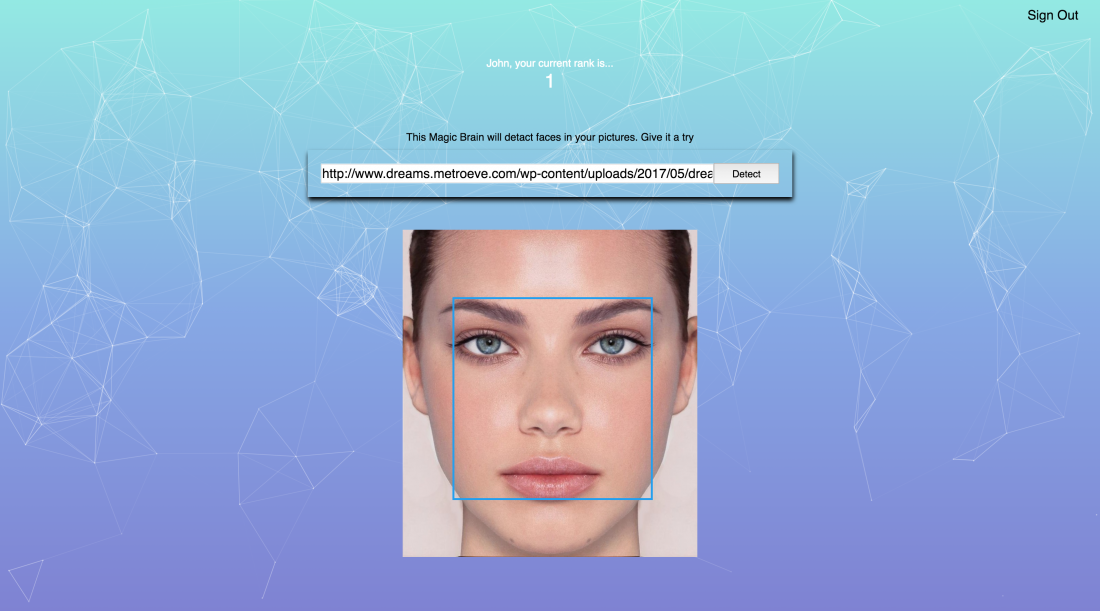 Sign Out
John, your current rank is...
1
This Magic Brain will detact faces in your pictures. Give it a try
http://www.dreams.metroeve.com/wp-content/uploads/2017/05/drea Detect